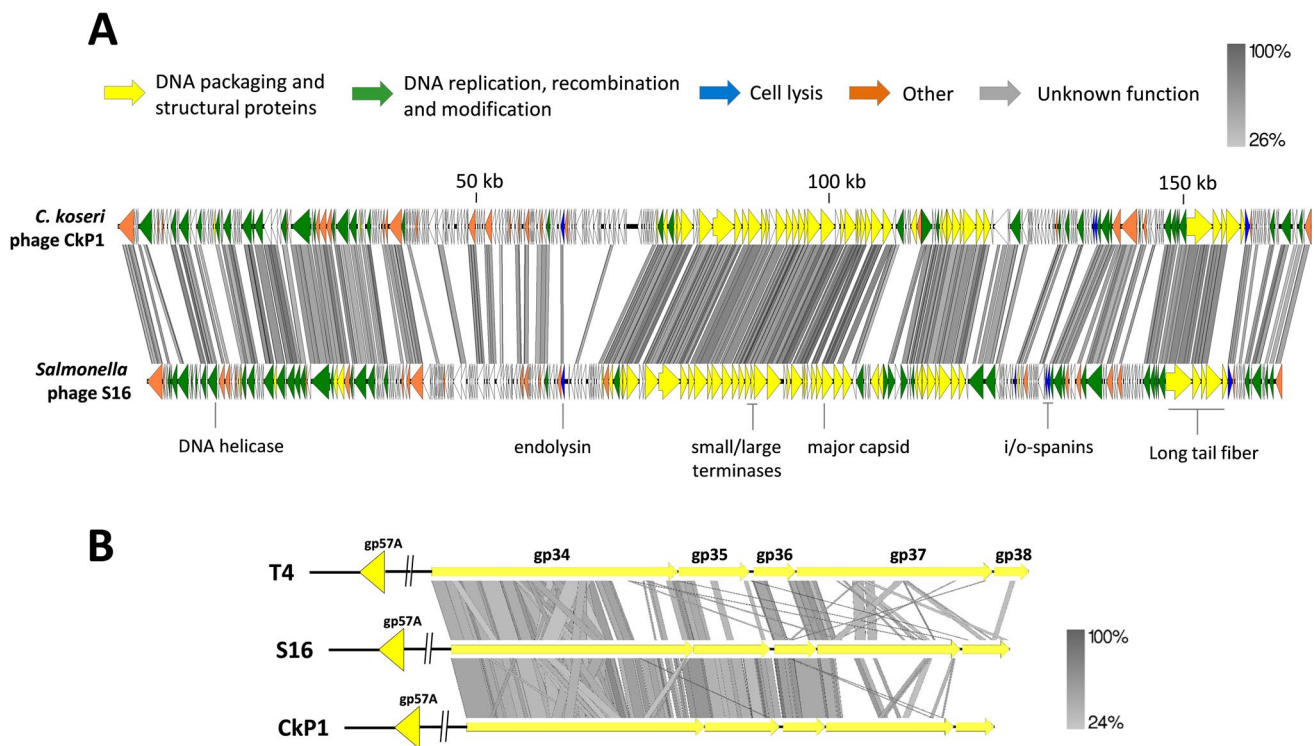 A
DNA packaging and
structural proteins
DNA replication, recombination
and modification
Cell lysis
Other
Unknown function
100%
26%
50 kb
100 kb
150 kb
C. koseri
phage CkP1
Salmonella
phage S16
DNA helicase
endolysin
small/large
terminases
major capsid
i/o-spanins
Long tail fiber
B
gp57A
gp34
gp35
gp36
gp37
gp38
T4
gp57A
S16
gp57A
CkP1
100%
24%